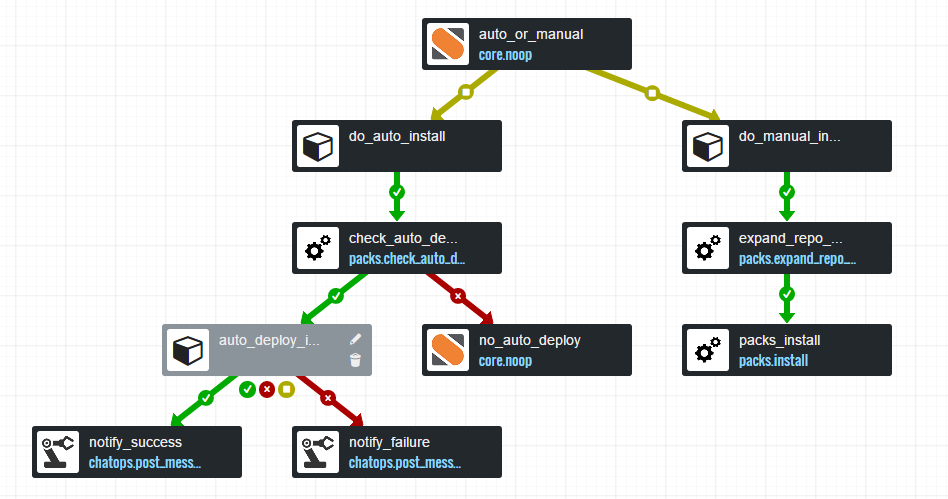 auto_or_manual
core.noop
do_auto_install
do_manual_in...
check_auto_de...
packs.check_auto_d...
expand_repo_...
packs.expand_repo_...
auto_deploy_i...
no_auto_deploy
core.noop
packs_install
packs.install
notify_success
chatops.post_mess...
notify_failure
chatops.post_mess...